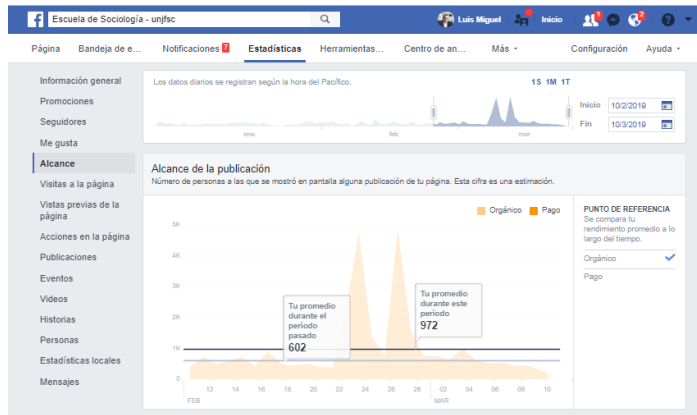 Escuela de Sociología - unjfsc
Luis Miguel Inicio 1 2
Página Bandeja de e... Notificaciones 7 Estadísticas Herramientas... Centro de an... Más Configuración Ayuda
Información general
Promociones
Seguidores
Me gusta
Alcance
Visitas a la página
Vistas previas de la
página
Acciones en la página
Publicaciones
Eventos
Videos
Historias
Personas
Estadísticas locales
Mensajes
Los datos diarios se registran según la hora del Pacífico.
1S 1M 1T
Inicio 10/2/2019
Fin 10/3/2019
ene feb mar
Alcance de la publicación
Número de personas a las que se mostró en pantalla alguna publicación de tu página. Esta cifra es una estimación.
Orgánico Pago
5K
4K
3K
2K
1K
0
Tu promedio
durante el
periodo
pasado
602
Tu promedio
durante este
periodo
972
12 14 16 18 20 22 24 26 28 02 04 06 08 10
FEB MAR
PUNTO DE REFERENCIA
Se compara tu
rendimiento promedio a lo
largo del tiempo.
Orgánico
Pago